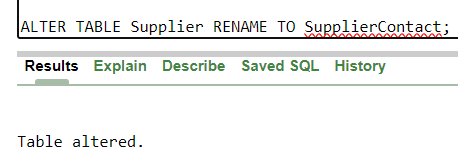 ALTER TABLE Supplier RENAME TO SupplierContact;
Results Explain Describe Saved SQL History
Table altered.